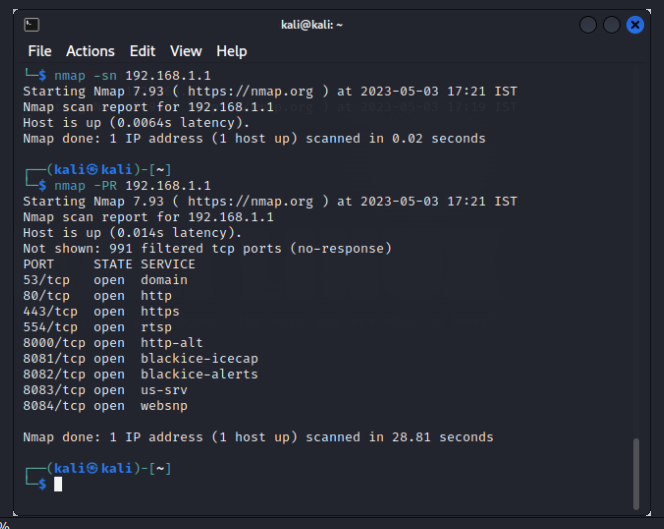 kali@kali: ~
File Actions Edit View Help
└─$ nmap -sn 192.168.1.1
Starting Nmap 7.93 ( https://nmap.org ) at 2023-05-03 17:21 IST
Nmap scan report for 192.168.1.1
Host is up (0.0064s latency).
Nmap done: 1 IP address (1 host up) scanned in 0.02 seconds
┌──(kali㉿kali)-[~]
└─$ nmap -PR 192.168.1.1
Starting Nmap 7.93 ( https://nmap.org ) at 2023-05-03 17:21 IST
Nmap scan report for 192.168.1.1
Host is up (0.014s latency).
Not shown: 991 filtered tcp ports (no-response)
PORT     STATE SERVICE
53/tcp   open  domain
80/tcp   open  http
443/tcp  open  https
554/tcp  open  rtsp
8000/tcp open  http-alt
8081/tcp open  blackice-icecap
8082/tcp open  blackice-alerts
8083/tcp open  us-srv
8084/tcp open  websnp
Nmap done: 1 IP address (1 host up) scanned in 28.81 seconds
┌──(kali㉿kali)-[~]
└─$
%